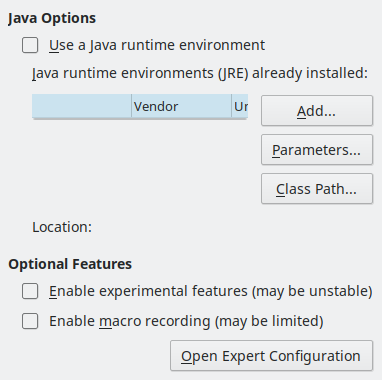 Java Options
Use a Java runtime environment
Java runtime environments (JRE) already installed:
Vendor
Add...
Parameters...
Class Path...
Location:
Optional Features
Enable experimental features (may be unstable)
Enable macro recording (may be limited)
Open Expert Configuration